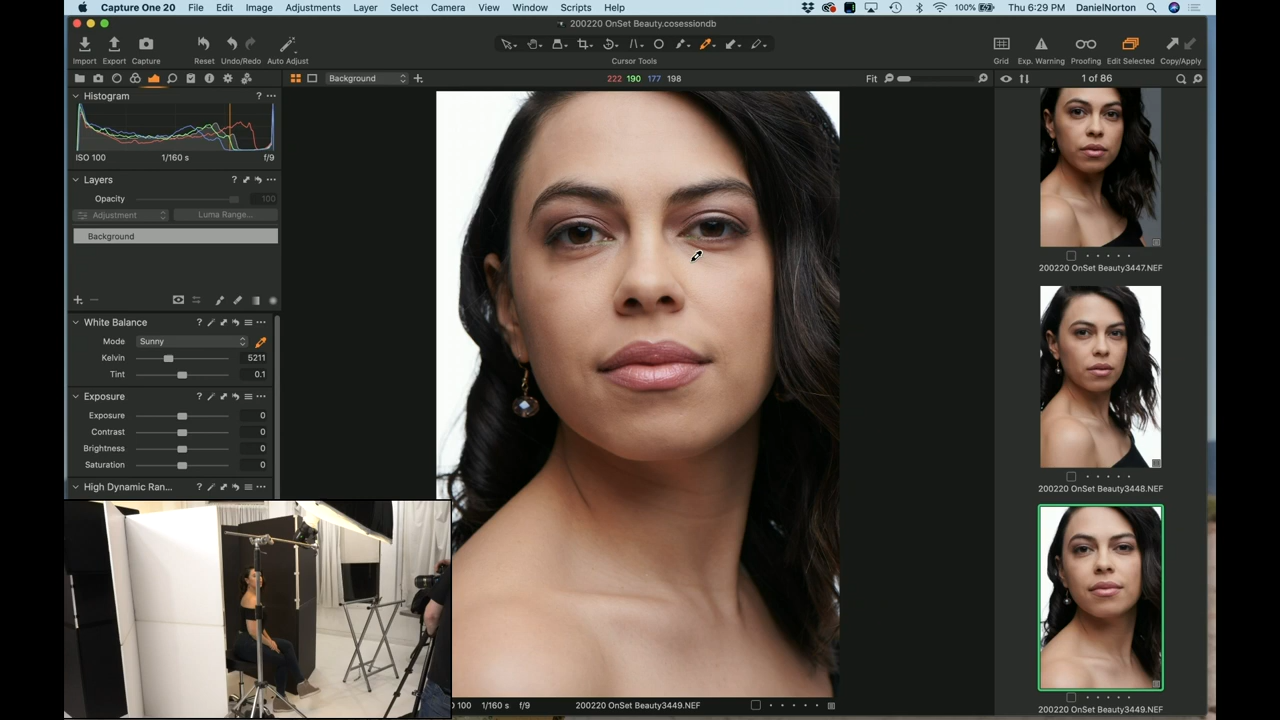 Capture One 20 File Edit Image Adjustments Layer Select Camera View Window Scripts Help 100% Thu 6:29 PM DanielNorton
200220 OnSet Beauty.cosessiondb
Import Export Capture Reset Undo/Redo Auto Adjust Cursor Tools Grid Exp. Warning Proofing Edit Selected Copy/Apply
Background 222 190 177 198 Fit 1 of 86
Histogram
ISO 100 1/160 s f/9
Layers
Opacity 100
Adjustment Luma Range...
Background
White Balance
Mode Sunny
Kelvin 5211
Tint 0.1
Exposure
Exposure 0
Contrast 0
Brightness 0
Saturation 0
High Dynamic Ran...
200220 OnSet Beauty3447.NEF
200220 OnSet Beauty3448.NEF
200220 OnSet Beauty3449.NEF
100 1/160 s f/9 200220 OnSet Beauty3449.NEF